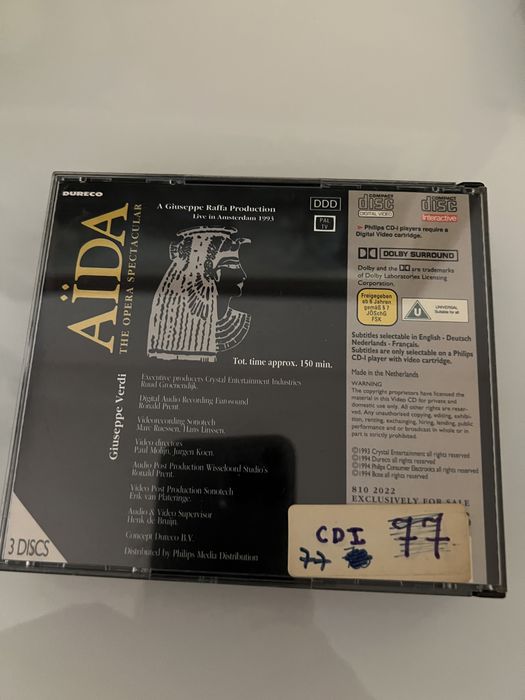 DURECO
AÏDA
THE OPERA SPECTACULAR
Giuseppe Verdi
3 DISCS
A Giuseppe Raffa Production
Live in Amsterdam 1993
DDD
PAL
TV
Tot. time approx. 150 min.
Executive producers Crystal Entertainment Industries
Ruud Groenendijk.
Digital Audio Recording Eurosound
Ronald Prent.
Videorecording Sonotech
Marc Ruessen, Hans Linssen.
Video directors
Paul Molijn, Jurgen Koen.
Audio Post Production Wisseloord Studio's
Ronald Prent.
Video Post Production Sonotech
Erik van Plateringe.
Audio & Video Supervisor
Henk de Bruijn.
Concept Dureco B.V.
Distributed by Philips Media Distribution
COMPACT
disc
DIGITAL VIDEO
COMPACT
disc
Interactive
Philips CD-I players require a
Digital Video cartridge.
DOLBY SURROUND
Dolby and the DD are trademarks
of Dolby Laboratories Licensing
Corporation.
Freigegeben
ab 6 Jahren
gemäß § 7
JÖSchG
FSK
U
UNIVERSAL
Suitable for all
Subtitles selectable in English - Deutsch
Nederlands - Français.
Subtitles are only selectable on a Philips
CD-I player with video cartridge.
Made in the Netherlands
WARNING
The copyright proprietors have licensed the
material in this Video CD for private and
domestic use only. All other rights are reser-
ved. Any unauthorised copying, editing, exhibi-
tion, renting, exchanging, hiring, lending, public
performance and or broadcast in whole or in
part is strictly prohibited.
©1993 Crystal Entertainment all rights reserved
©1994 Dureco all rights reserved
©1994 Philips Consumer Electronics all rights reserved
©1994 Bose all rights reserved
810 2022
EXCLUSIVELY FOR SALE
CDI 77
77